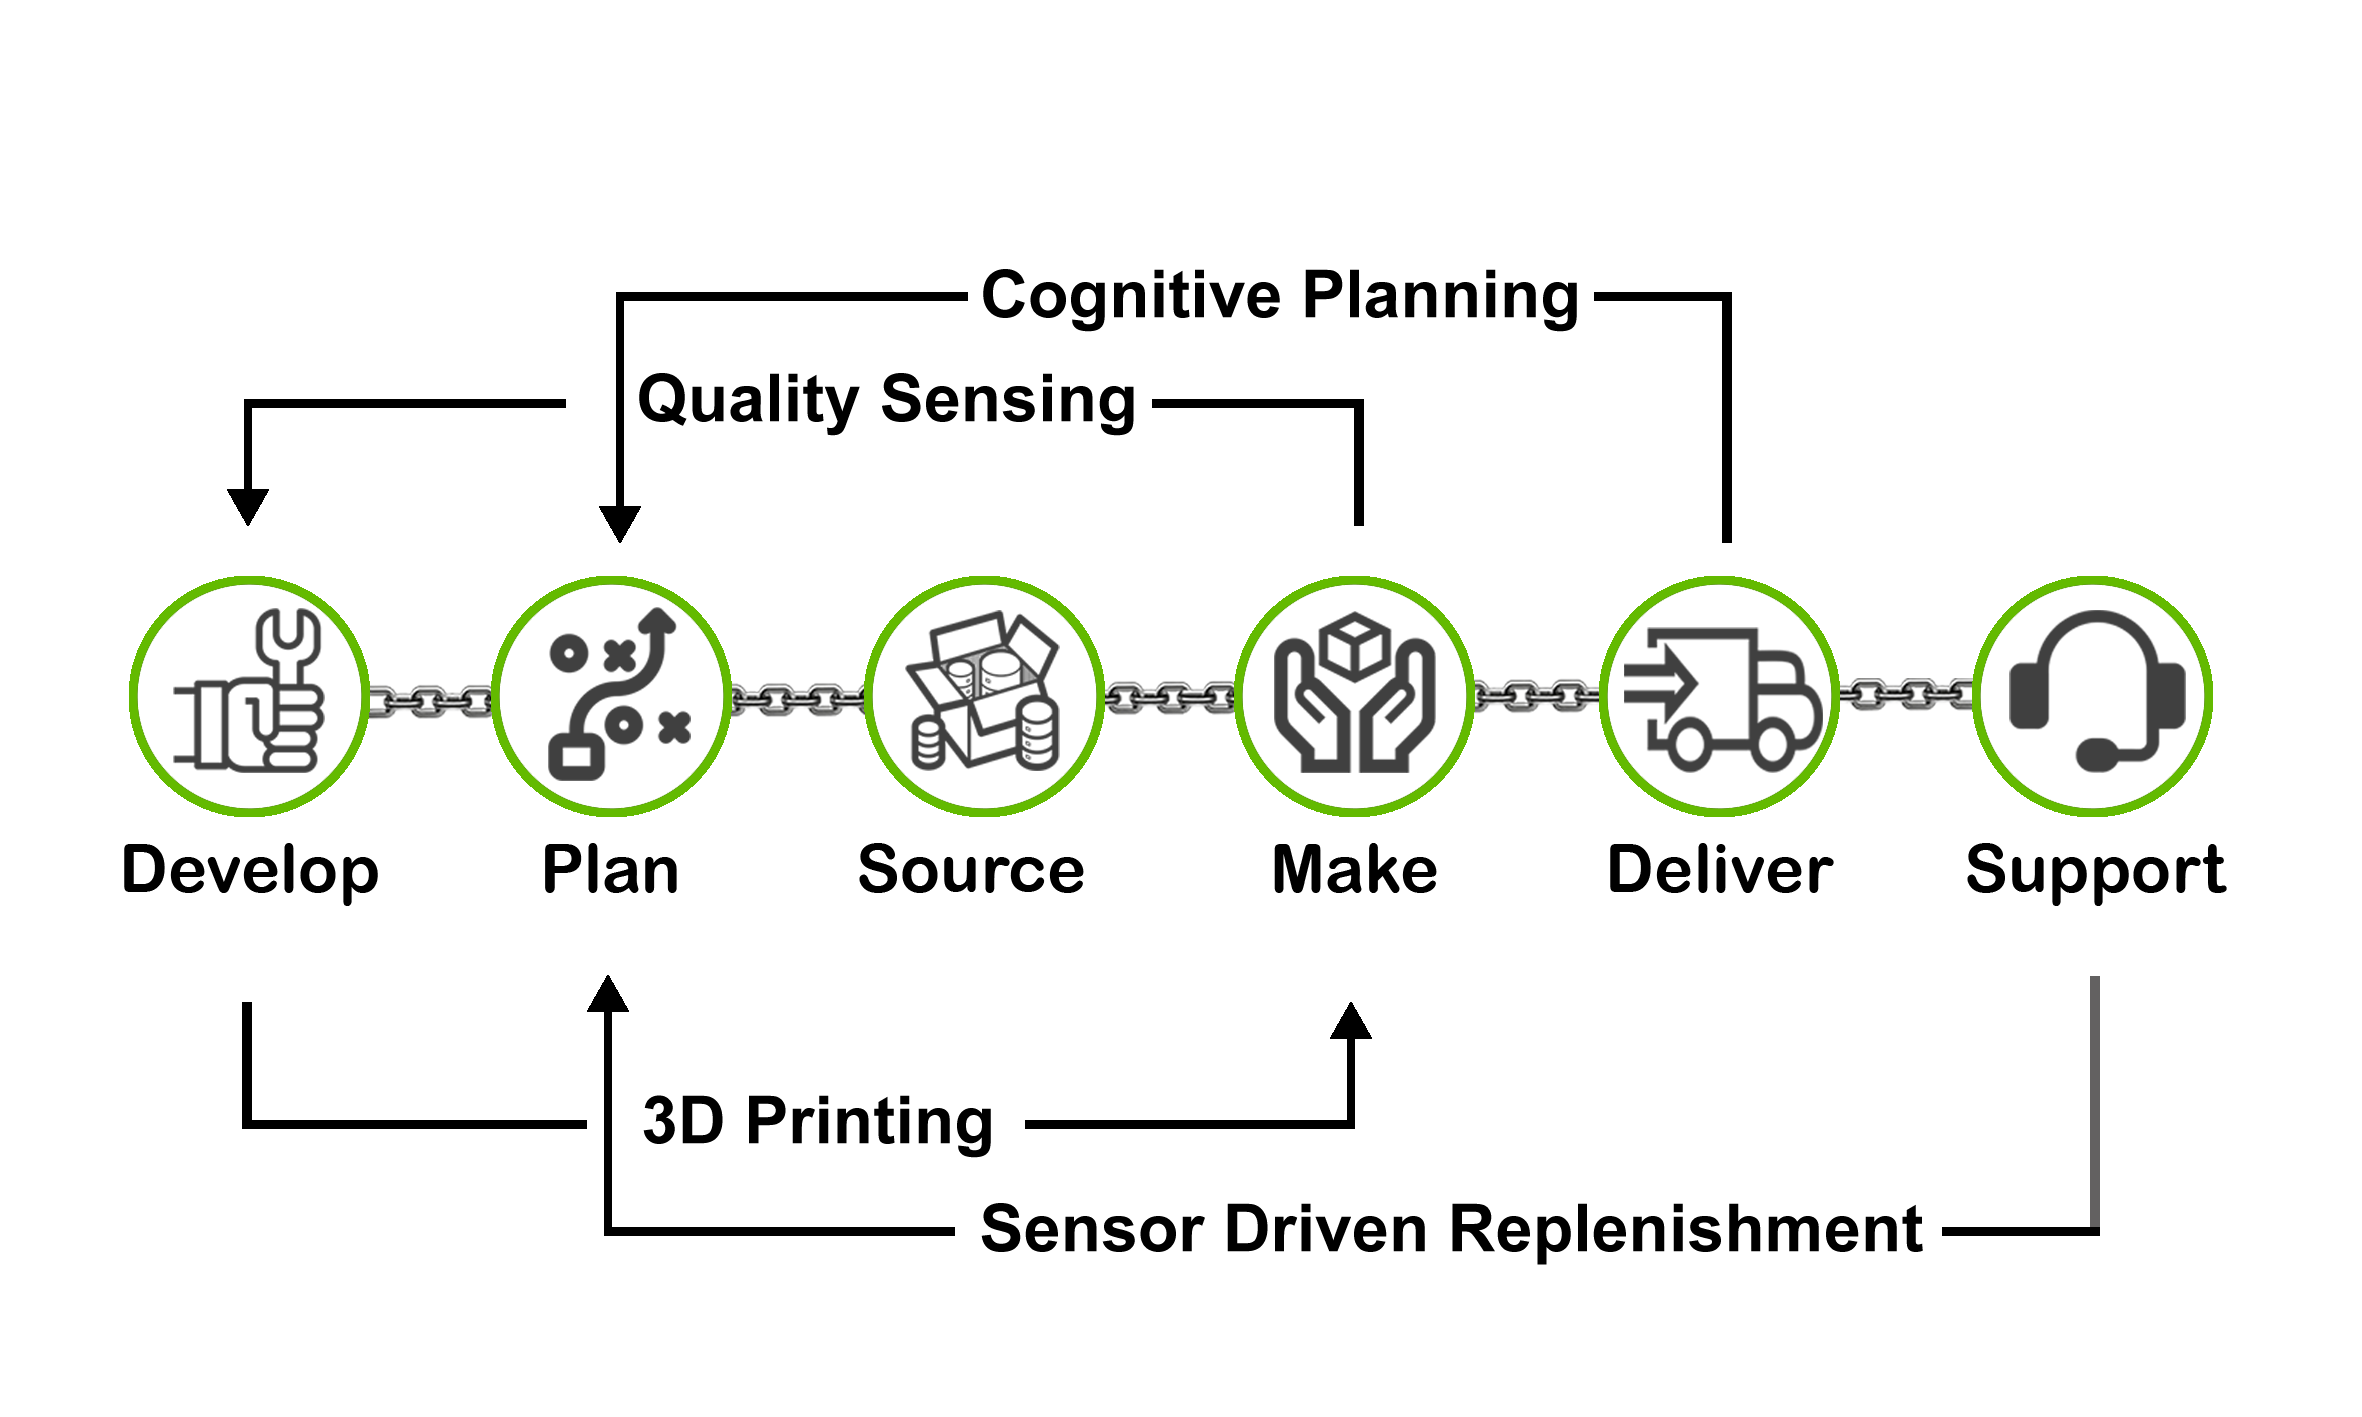 Cognitive Planning
Quality Sensing
Develop
Plan
Source
Make
Deliver
Support
3D Printing
Sensor Driven Replenishment